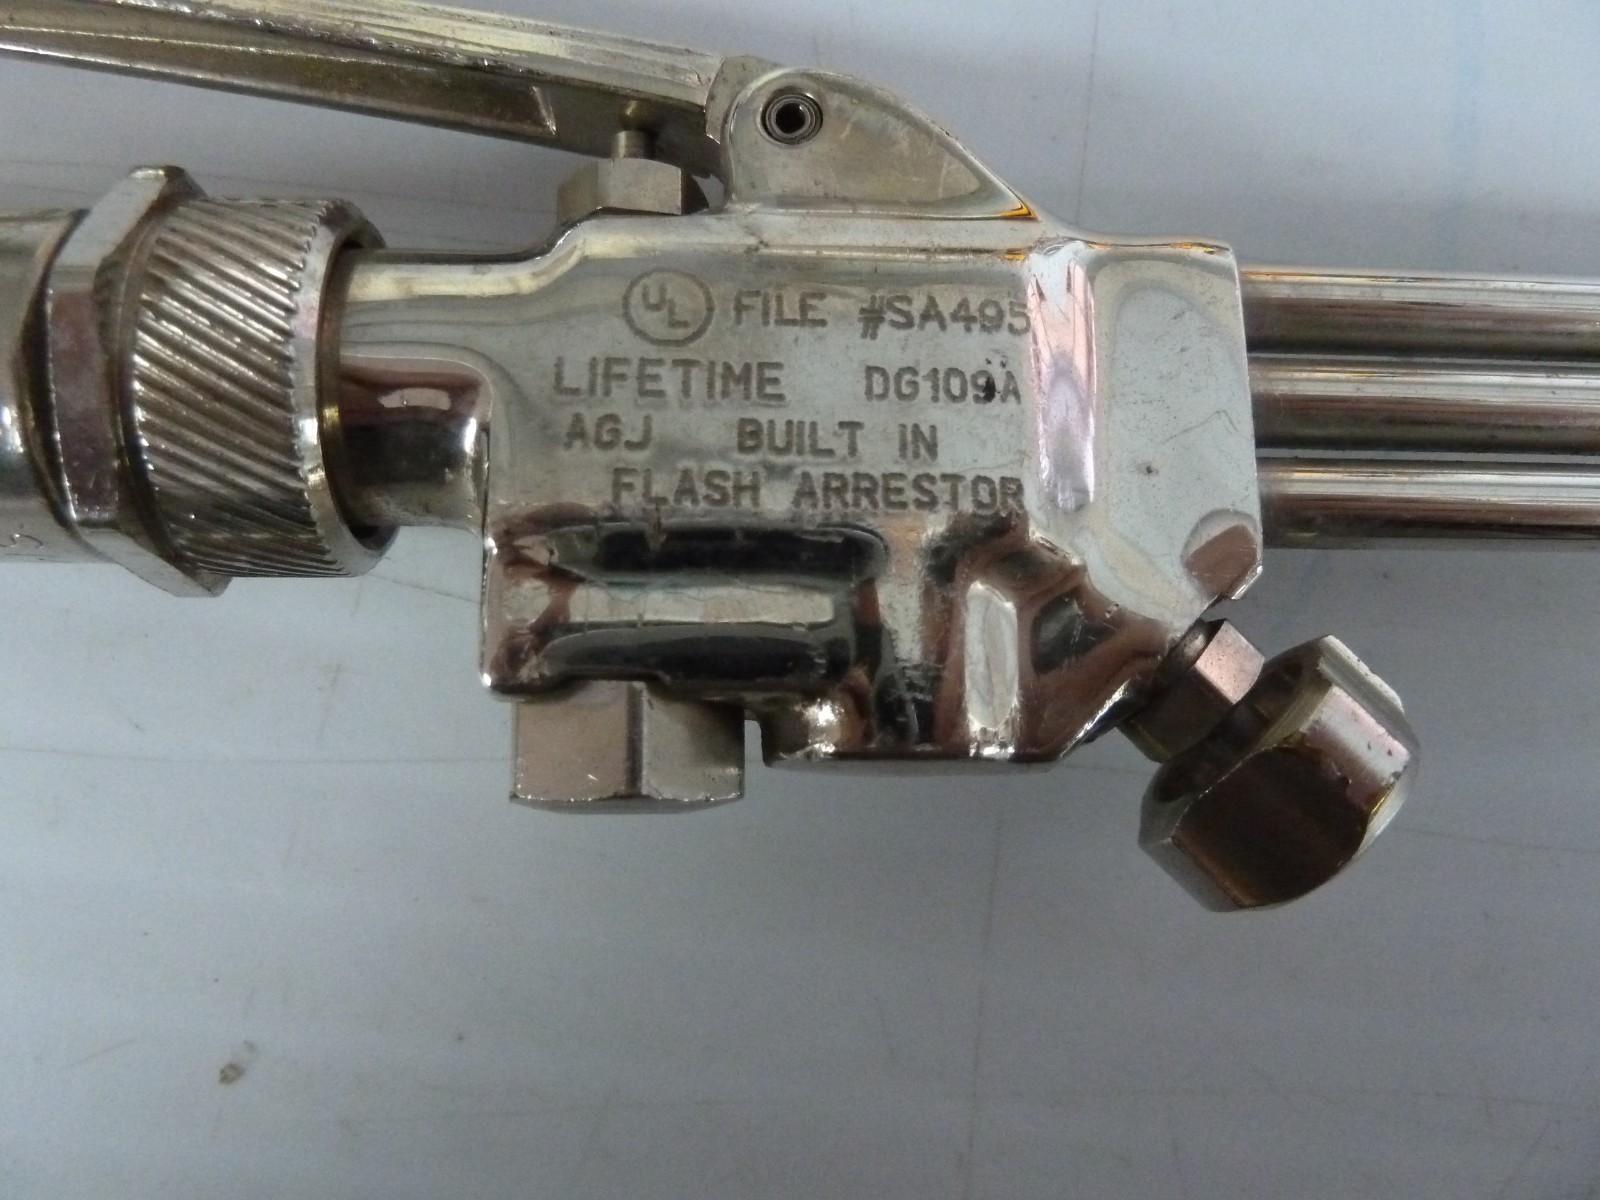 UL FILE #SA495
LIFETIME DG109A
AGJ BUILT IN
FLASH ARRESTOR